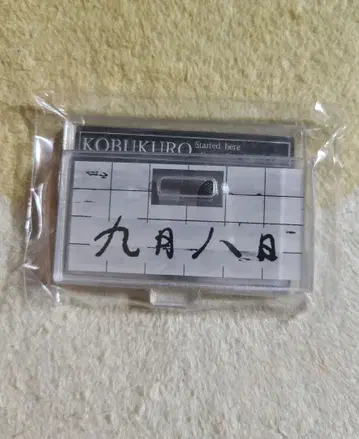 KOBUKURO Started here
九月八日